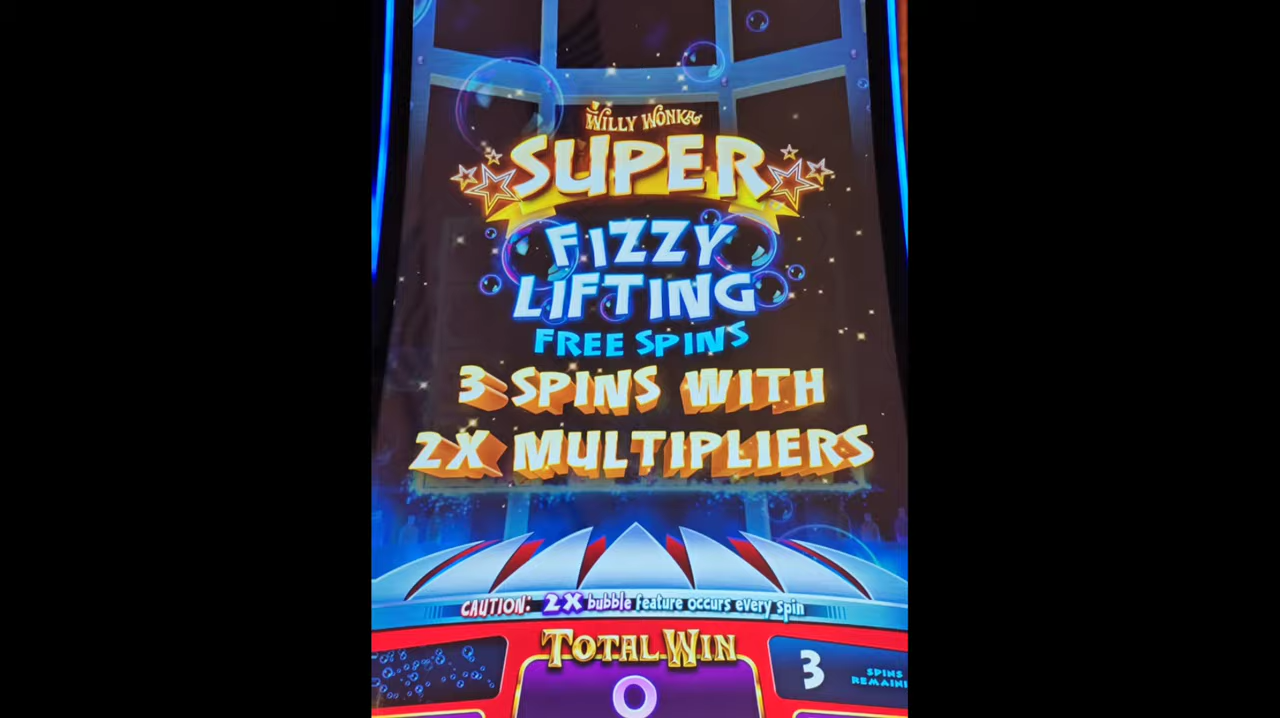 WILLY WONKA
SUPER
FIZZY
LIFTING
FREE SPINS
3 SPINS WITH
2X MULTIPLIERS
CAUTION: 2X bubble feature occurs every spin
TOTAL WIN
0
3
SPINS